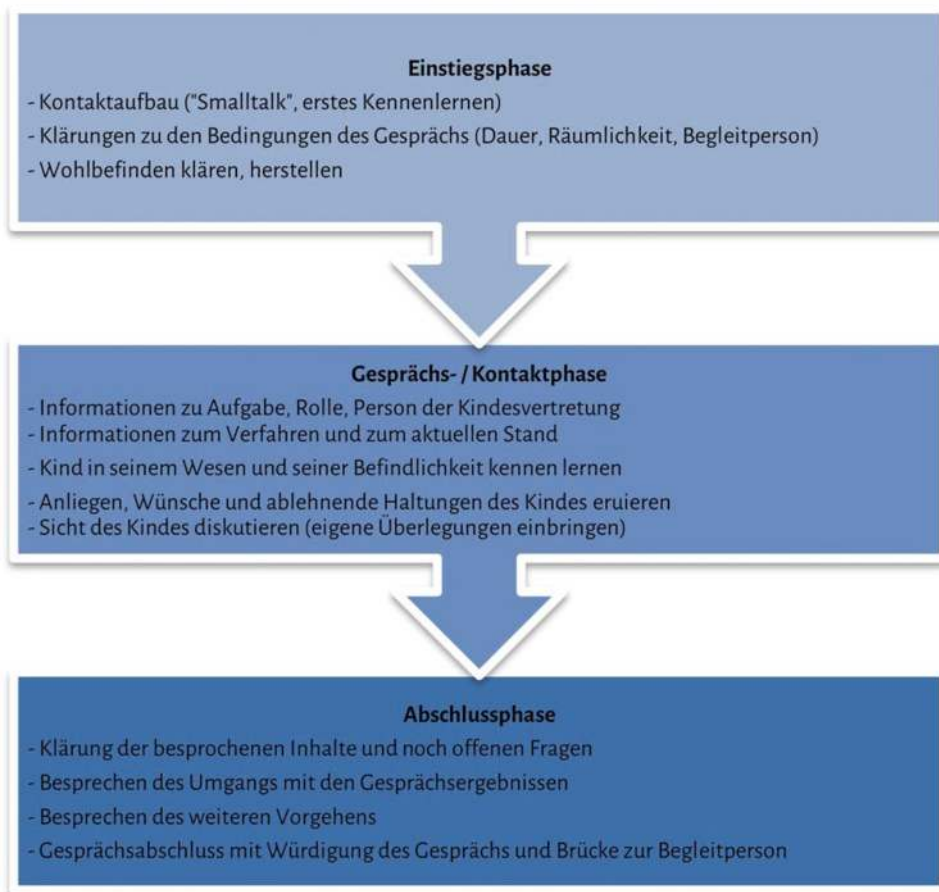 Einstiegsphase
- Kontaktaufbau ("Smalltalk", erstes Kennenlernen)
- Klärungen zu den Bedingungen des Gesprächs (Dauer, Räumlichkeit, Begleitperson)
- Wohlbefinden klären, herstellen
Gesprächs- / Kontaktphase
- Informationen zu Aufgabe, Rolle, Person der Kindesvertretung
- Informationen zum Verfahren und zum aktuellen Stand
- Kind in seinem Wesen und seiner Befindlichkeit kennen lernen
- Anliegen, Wünsche und ablehnende Haltungen des Kindes eruieren
- Sicht des Kindes diskutieren (eigene Überlegungen einbringen)
Abschlussphase
- Klärung der besprochenen Inhalte und noch offenen Fragen
- Besprechen des Umgangs mit den Gesprächsergebnissen
- Besprechen des weiteren Vorgehens
- Gesprächsabschluss mit Würdigung des Gesprächs und Brücke zur Begleitperson